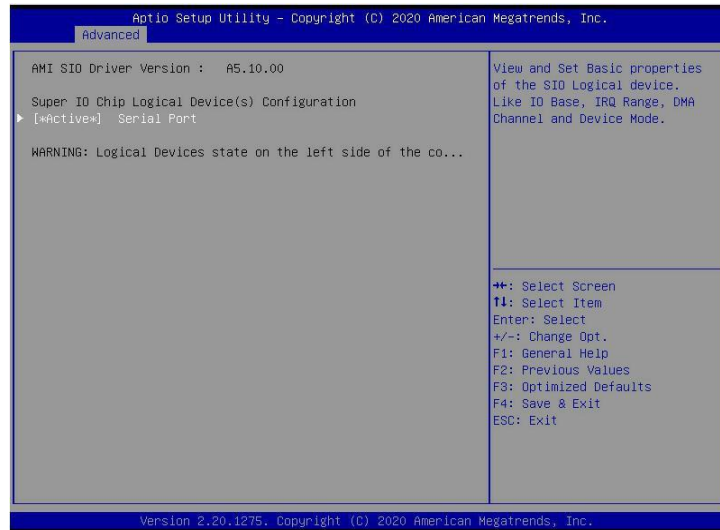 Aptio Setup Utility – Copyright (C) 2020 American Megatrends, Inc.
Advanced
AMI SIO Driver Version : A5.10.00
Super IO Chip Logical Device(s) Configuration
▶ [*Active*] Serial Port
WARNING: Logical Devices state on the left side of the co...
View and Set Basic properties
of the SIO Logical device.
Like IO Base, IRQ Range, DMA
Channel and Device Mode.
→←: Select Screen
↑↓: Select Item
Enter: Select
+/-: Change Opt.
F1: General Help
F2: Previous Values
F3: Optimized Defaults
F4: Save & Exit
ESC: Exit
Version 2.20.1275. Copyright (C) 2020 American Megatrends, Inc.